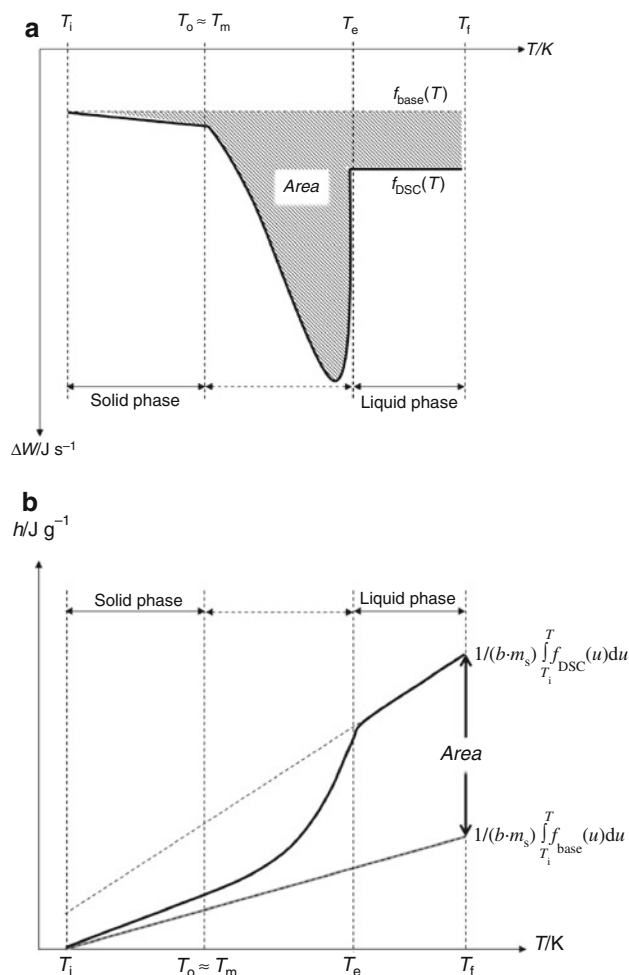 a
T_i T_o ≈ T_m T_e T_f
T/K
f_base(T)
Area
f_DSC(T)
Solid phase Liquid phase
ΔW/J s⁻¹
b
h/J g⁻¹
Solid phase Liquid phase
1/(b·m_s) ∫_{T_i}^{T} f_DSC(u)du
Area
1/(b·m_s) ∫_{T_i}^{T} f_base(u)du
T/K
T_i T_o ≈ T_m T_e T_f